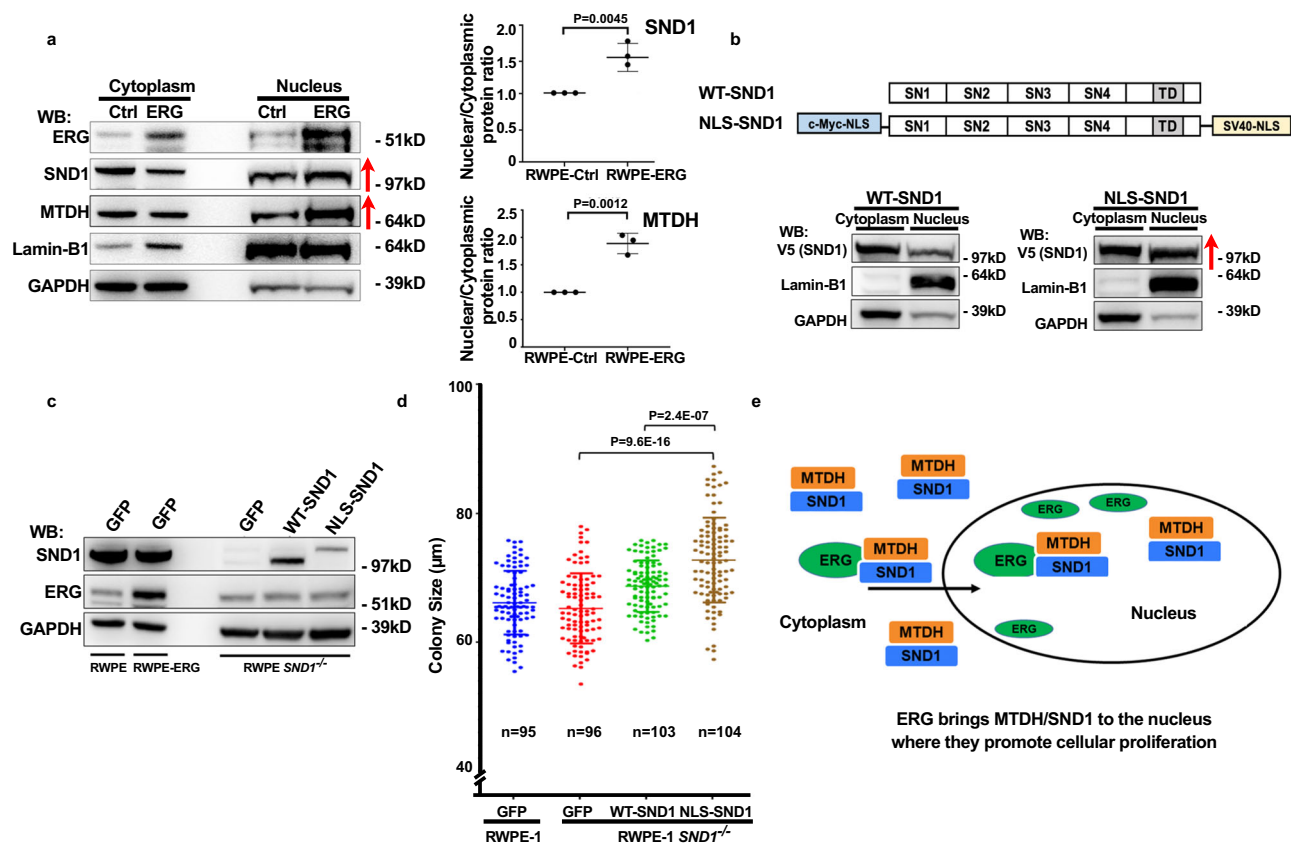 a
Cytoplasm Nucleus
WB: Ctrl ERG Ctrl ERG
ERG - 51kD
SND1 - 97kD
MTDH - 64kD
Lamin-B1 - 64kD
GAPDH - 39kD
Nuclear/Cytoplasmic
protein ratio
2.0
1.5
1.0
0.5
0
P=0.0045
SND1
RWPE-Ctrl RWPE-ERG
Nuclear/Cytoplasmic
protein ratio
2.5
2.0
1.5
1.0
0.5
0
P=0.0012
MTDH
RWPE-Ctrl RWPE-ERG
b
WT-SND1 SN1 SN2 SN3 SN4 TD
NLS-SND1 c-Myc-NLS SN1 SN2 SN3 SN4 TD SV40-NLS
WT-SND1
Cytoplasm Nucleus
WB:
V5 (SND1) - 97kD
- 64kD
Lamin-B1
GAPDH - 39kD
NLS-SND1
Cytoplasm Nucleus
WB:
V5 (SND1) - 97kD
- 64kD
Lamin-B1
GAPDH - 39kD
c
WB: GFP GFP GFP WT-SND1 NLS-SND1
SND1 - 97kD
ERG - 51kD
GAPDH - 39kD
RWPE RWPE-ERG RWPE SND1-/-
d
Colony Size (µm)
100
80
60
40
P=2.4E-07
P=9.6E-16
n=95 n=96 n=103 n=104
GFP GFP WT-SND1 NLS-SND1
RWPE-1 RWPE-1 SND1-/-
e
MTDH
SND1
MTDH
SND1
ERG MTDH
SND1
MTDH
SND1
Cytoplasm
ERG
ERG
ERG MTDH
SND1
MTDH
SND1
ERG
Nucleus
ERG brings MTDH/SND1 to the nucleus
where they promote cellular proliferation